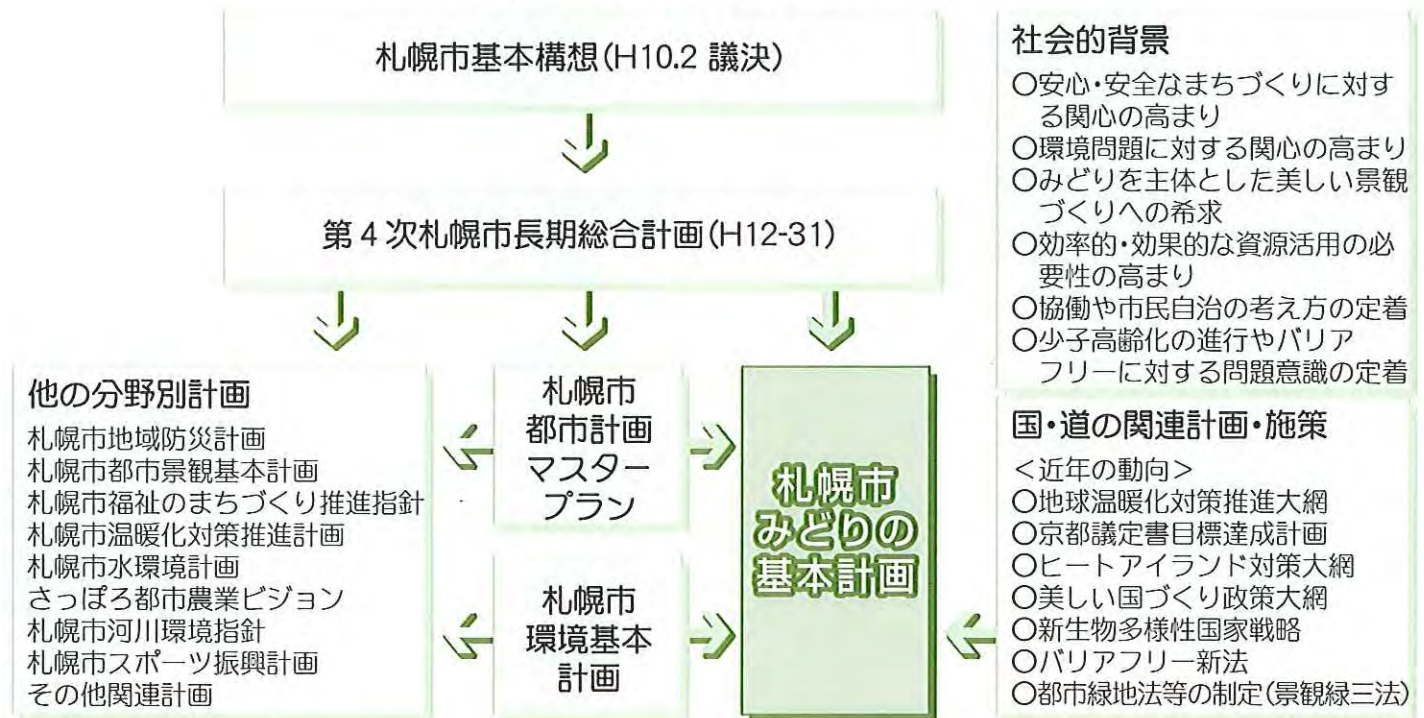 札幌市基本構想(H10.2 議決)
第4次札幌市長期総合計画(H12-31)
他の分野別計画
札幌市地域防災計画
札幌市都市景観基本計画
札幌市福祉のまちづくり推進指針
札幌市温暖化対策推進計画
札幌市水環境計画
さっぽろ都市農業ビジョン
札幌市河川環境指針
札幌市スポーツ振興計画
その他関連計画
札幌市
都市計画
マスター
プラン
札幌市
環境基本
計画
札幌市
みどりの
基本計画
社会的背景
○安心・安全なまちづくりに対す
る関心の高まり
○環境問題に対する関心の高まり
○みどりを主体とした美しい景観
づくりへの希求
○効率的・効果的な資源活用の必
要性の高まり
○協働や市民自治の考え方の定着
○少子高齢化の進行やバリア
フリーに対する問題意識の定着
国・道の関連計画・施策
<近年の動向>
○地球温暖化対策推進大綱
○京都議定書目標達成計画
○ヒートアイランド対策大綱
○美しい国づくり政策大綱
○新生物多様性国家戦略
○バリアフリー新法
○都市緑地法等の制定(景観緑三法)